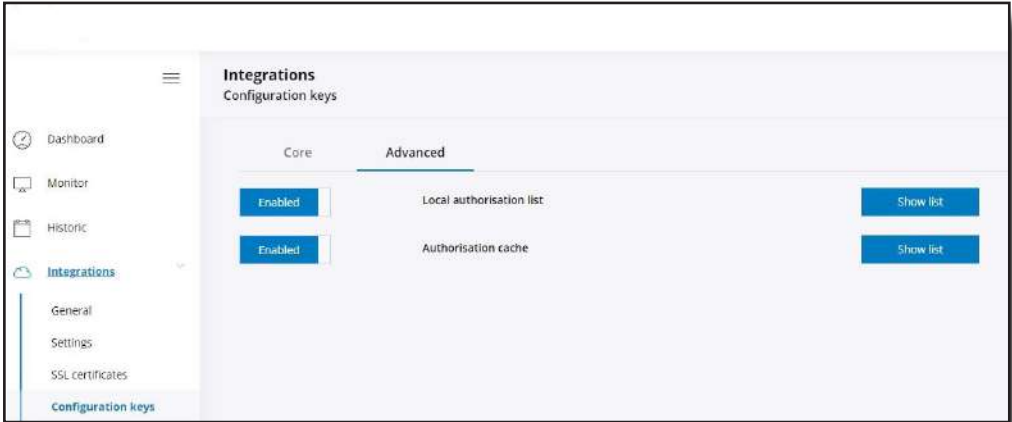 Integrations
Configuration keys
Dashboard
Monitor
Historic
Integrations
General
Settings
SSL certificates
Configuration keys
Core Advanced
Enabled Local authorisation list Show list
Enabled Authorisation cache Show list